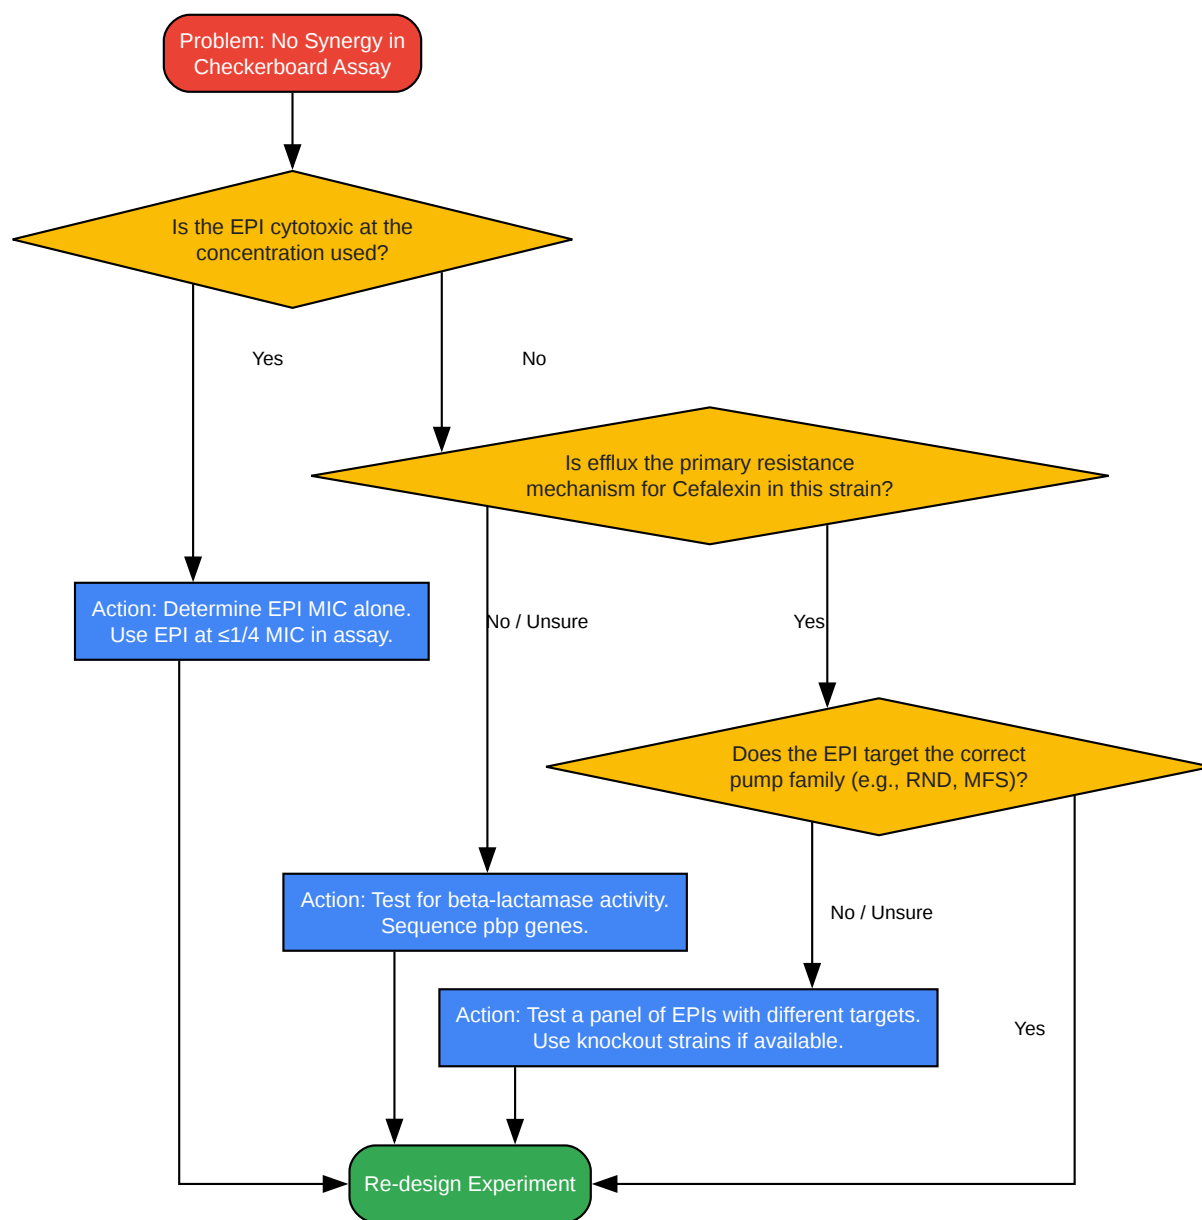 Problem: No Synergy in
Checkerboard Assay
Is the EPI cytotoxic at the
concentration used?
Yes
No
Is efflux the primary resistance
mechanism for Cefalexin in this strain?
Action: Determine EPI MIC alone.
Use EPI at ≤1/4 MIC in assay.
No / Unsure
Yes
Does the EPI target the correct
pump family (e.g., RND, MFS)?
Action: Test for beta-lactamase activity.
Sequence pbp genes.
No / Unsure
Action: Test a panel of EPIs with different targets.
Use knockout strains if available.
Yes
Re-design Experiment